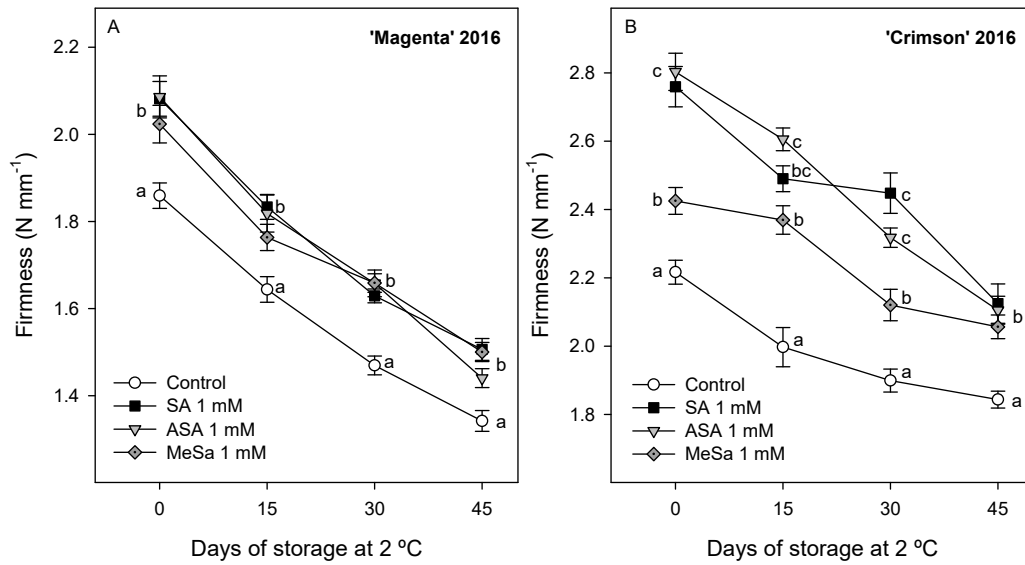 A
'Magenta' 2016
2.2
2.0
1.8
1.6
1.4
Firmness (N mm⁻¹)
b
a
b
a
b
a
b
a
Control
SA 1 mM
ASA 1 mM
MeSa 1 mM
0 15 30 45
Days of storage at 2 ºC
B
'Crimson' 2016
2.8
2.6
2.4
2.2
2.0
1.8
Firmness (N mm⁻¹)
c
b
a
c
bc
b
a
c
c
b
a
b
a
Control
SA 1 mM
ASA 1 mM
MeSa 1 mM
0 15 30 45
Days of storage at 2 ºC